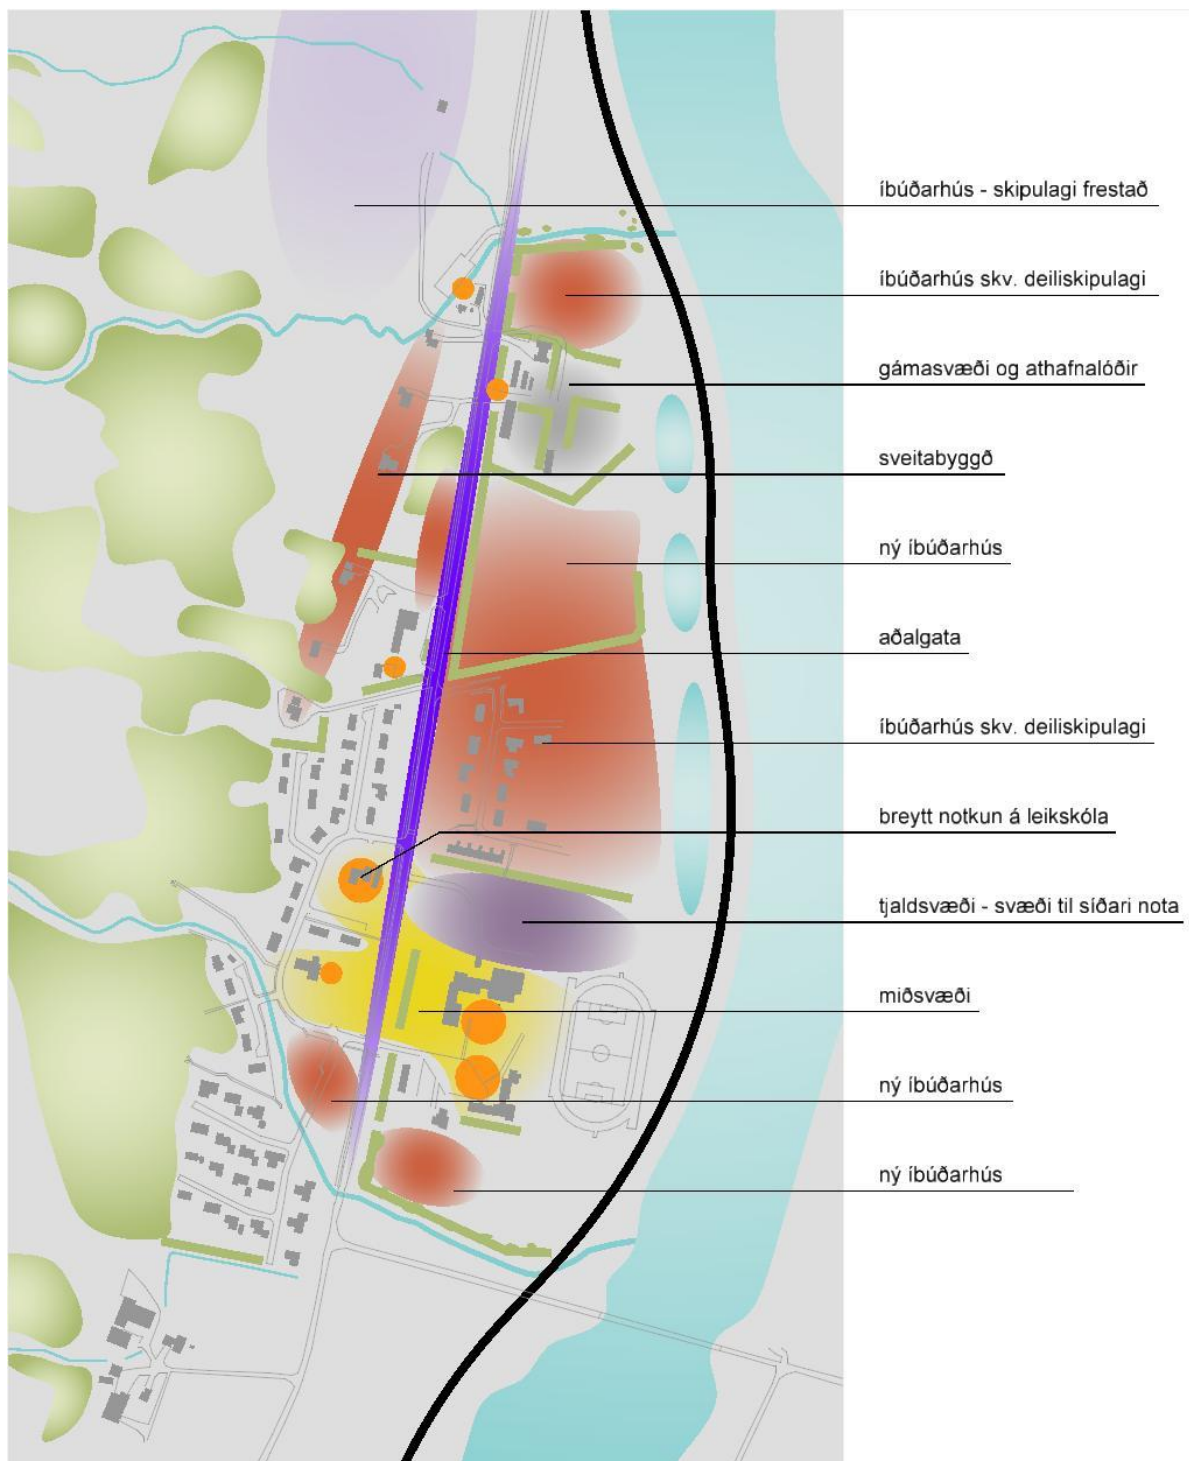 íbúðarhús - skipulagi frestað
íbúðarhús skv. deiliskipulagi
gámasvæði og athafnalóðir
sveitabyggð
ný íbúðarhús
aðalgata
íbúðarhús skv. deiliskipulagi
breytt notkun á leikskóla
tjaldsvæði - svæði til síðari nota
miðsvæði
ný íbúðarhús
ný íbúðarhús